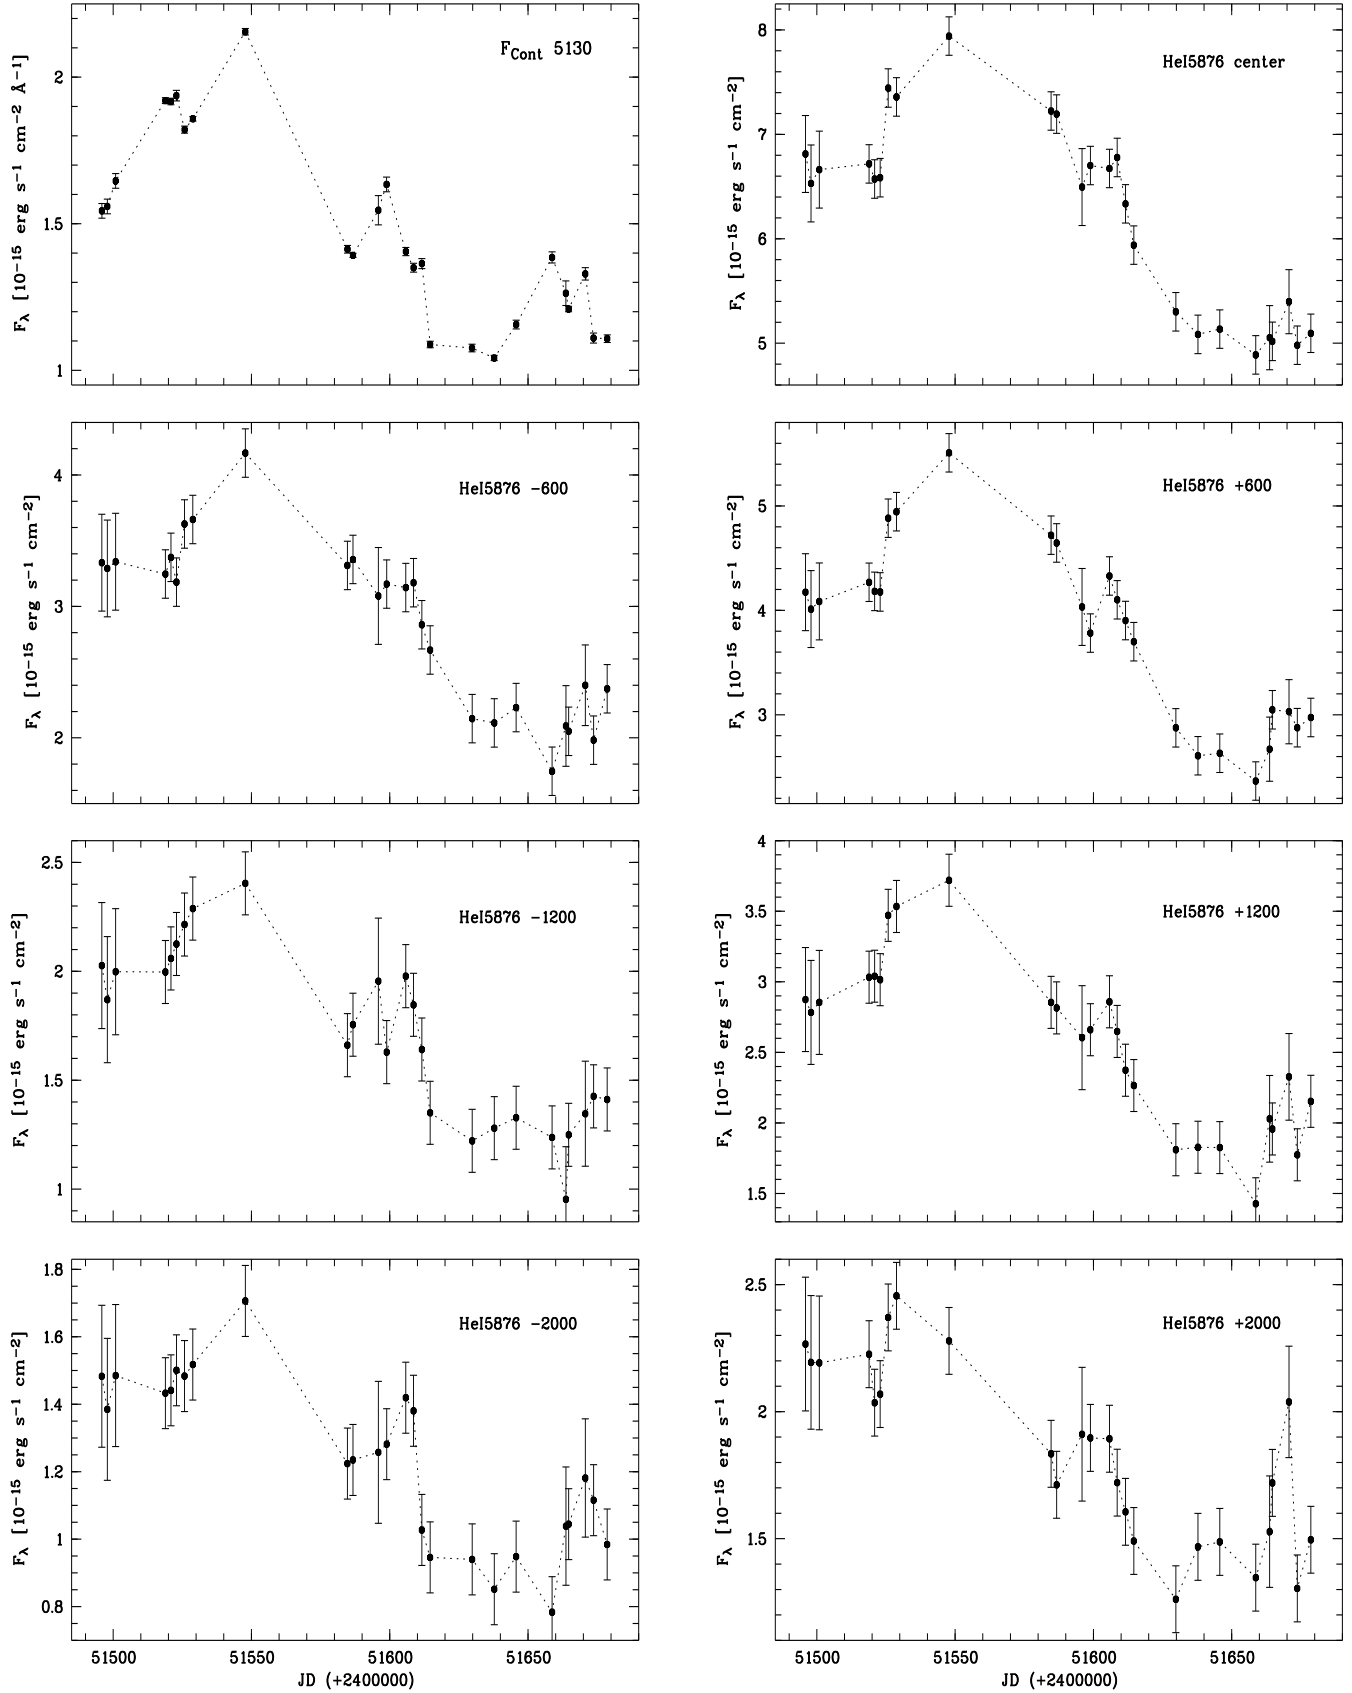 F_Cont 5130
2
1.5
1
F_λ [10^−15 erg s^−1 cm^−2 Å^−1]
HeI5876 center
8
7
6
5
F_λ [10^−15 erg s^−1 cm^−2]
HeI5876 −600
4
3
2
F_λ [10^−15 erg s^−1 cm^−2]
HeI5876 +600
5
4
3
F_λ [10^−15 erg s^−1 cm^−2]
HeI5876 −1200
2.5
2
1.5
1
F_λ [10^−15 erg s^−1 cm^−2]
HeI5876 +1200
4
3.5
3
2.5
2
1.5
F_λ [10^−15 erg s^−1 cm^−2]
HeI5876 −2000
1.8
1.6
1.4
1.2
1
0.8
F_λ [10^−15 erg s^−1 cm^−2]
51500 51550 51600 51650
JD (+2400000)
HeI5876 +2000
2.5
2
1.5
F_λ [10^−15 erg s^−1 cm^−2]
51500 51550 51600 51650
JD (+2400000)